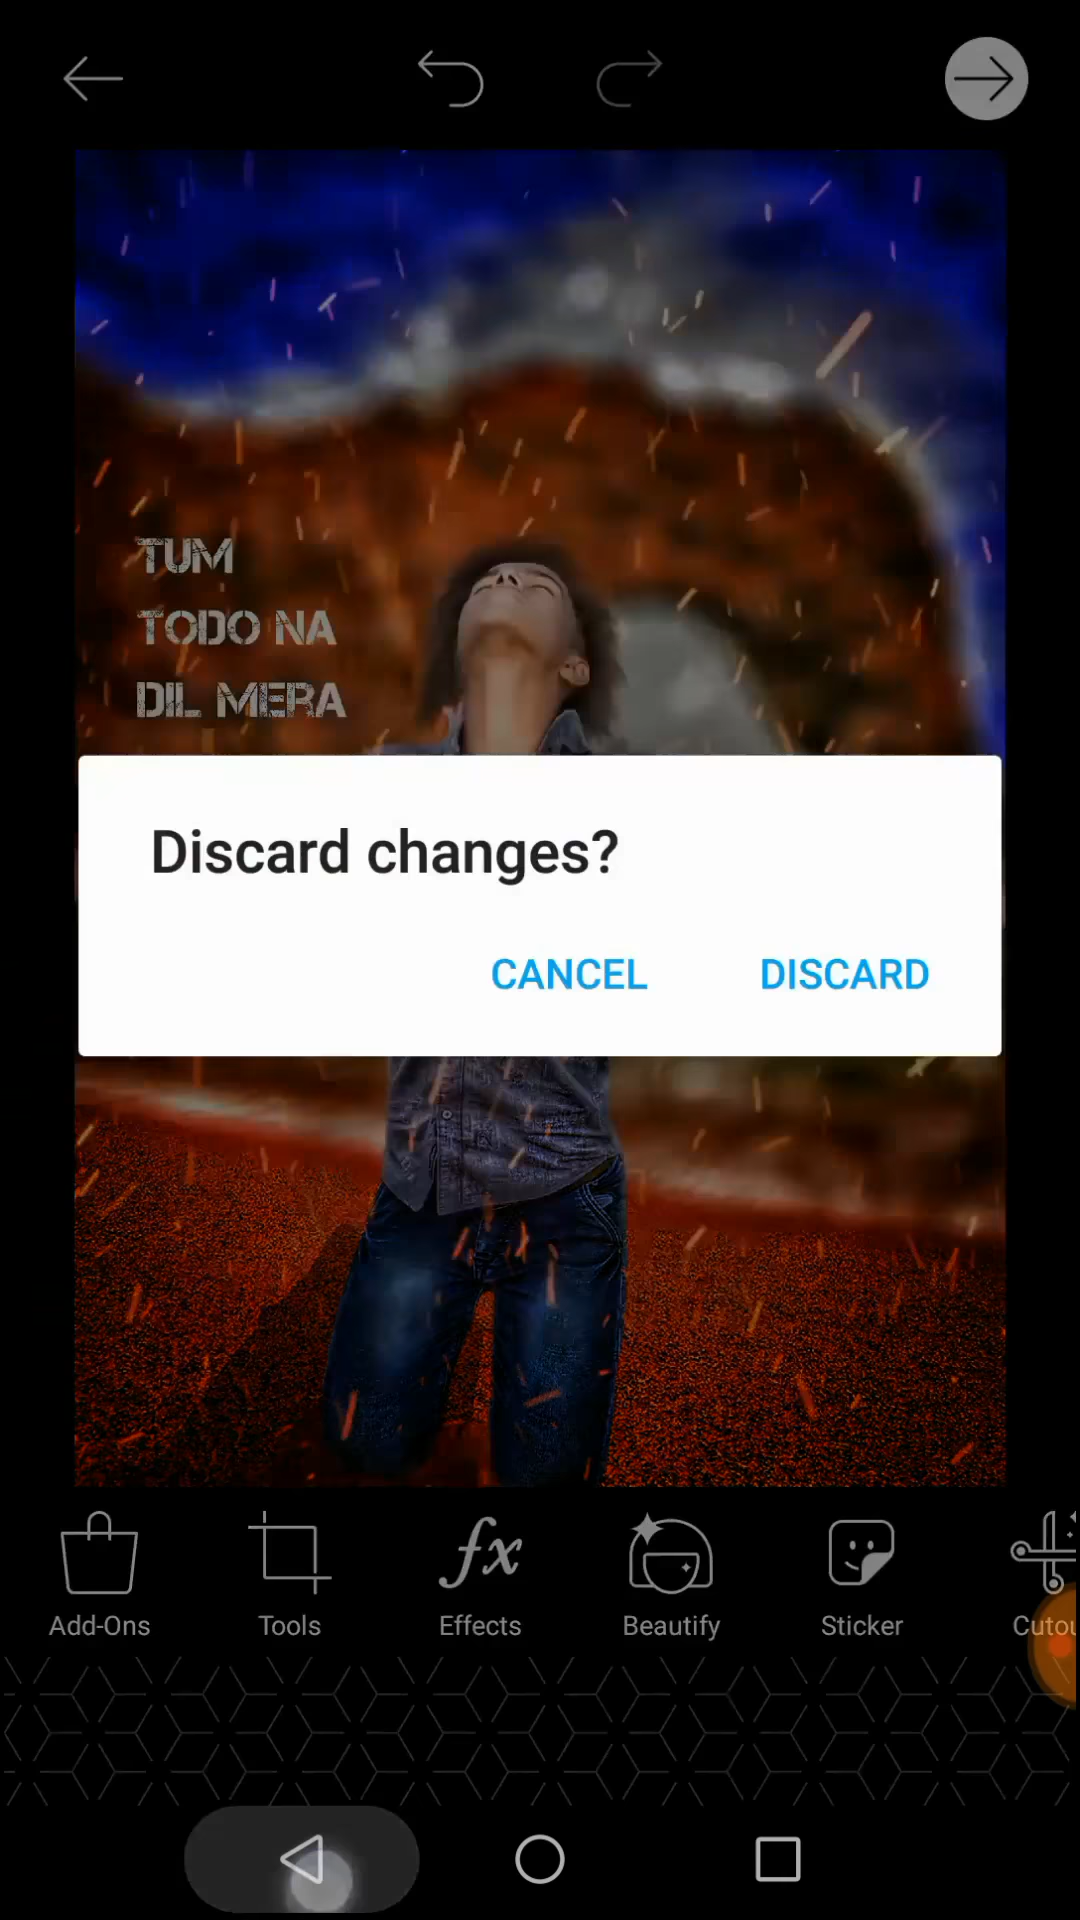 TUM
TODO NA
DIL MERA
Discard changes?
CANCEL DISCARD
Add-Ons Tools Effects Beautify Sticker